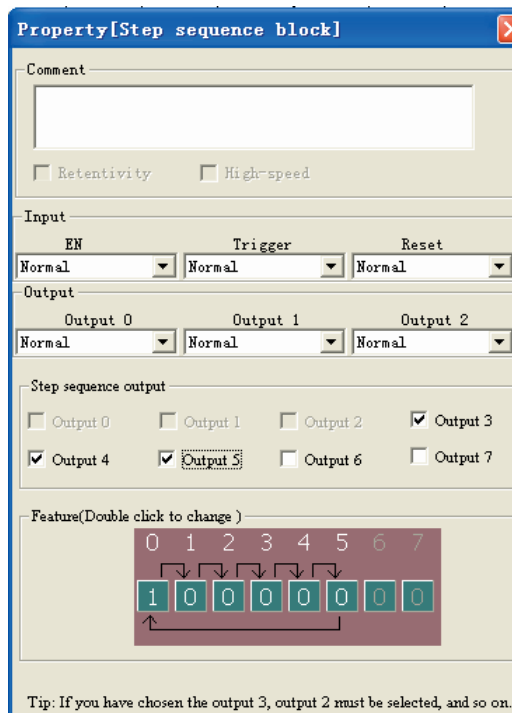 Property[Step sequence block]
Comment
Retentivity High-speed
Input
EN Trigger Reset
Normal Normal Normal
Output
Output 0 Output 1 Output 2
Normal Normal Normal
Step sequence output
Output 0 Output 1 Output 2 Output 3
Output 4 Output 5 Output 6 Output 7
Feature(Double click to change )
0 1 2 3 4 5 6 7
1 0 0 0 0 0 0 0
Tip: If you have chosen the output 3, output 2 must be selected, and so on.